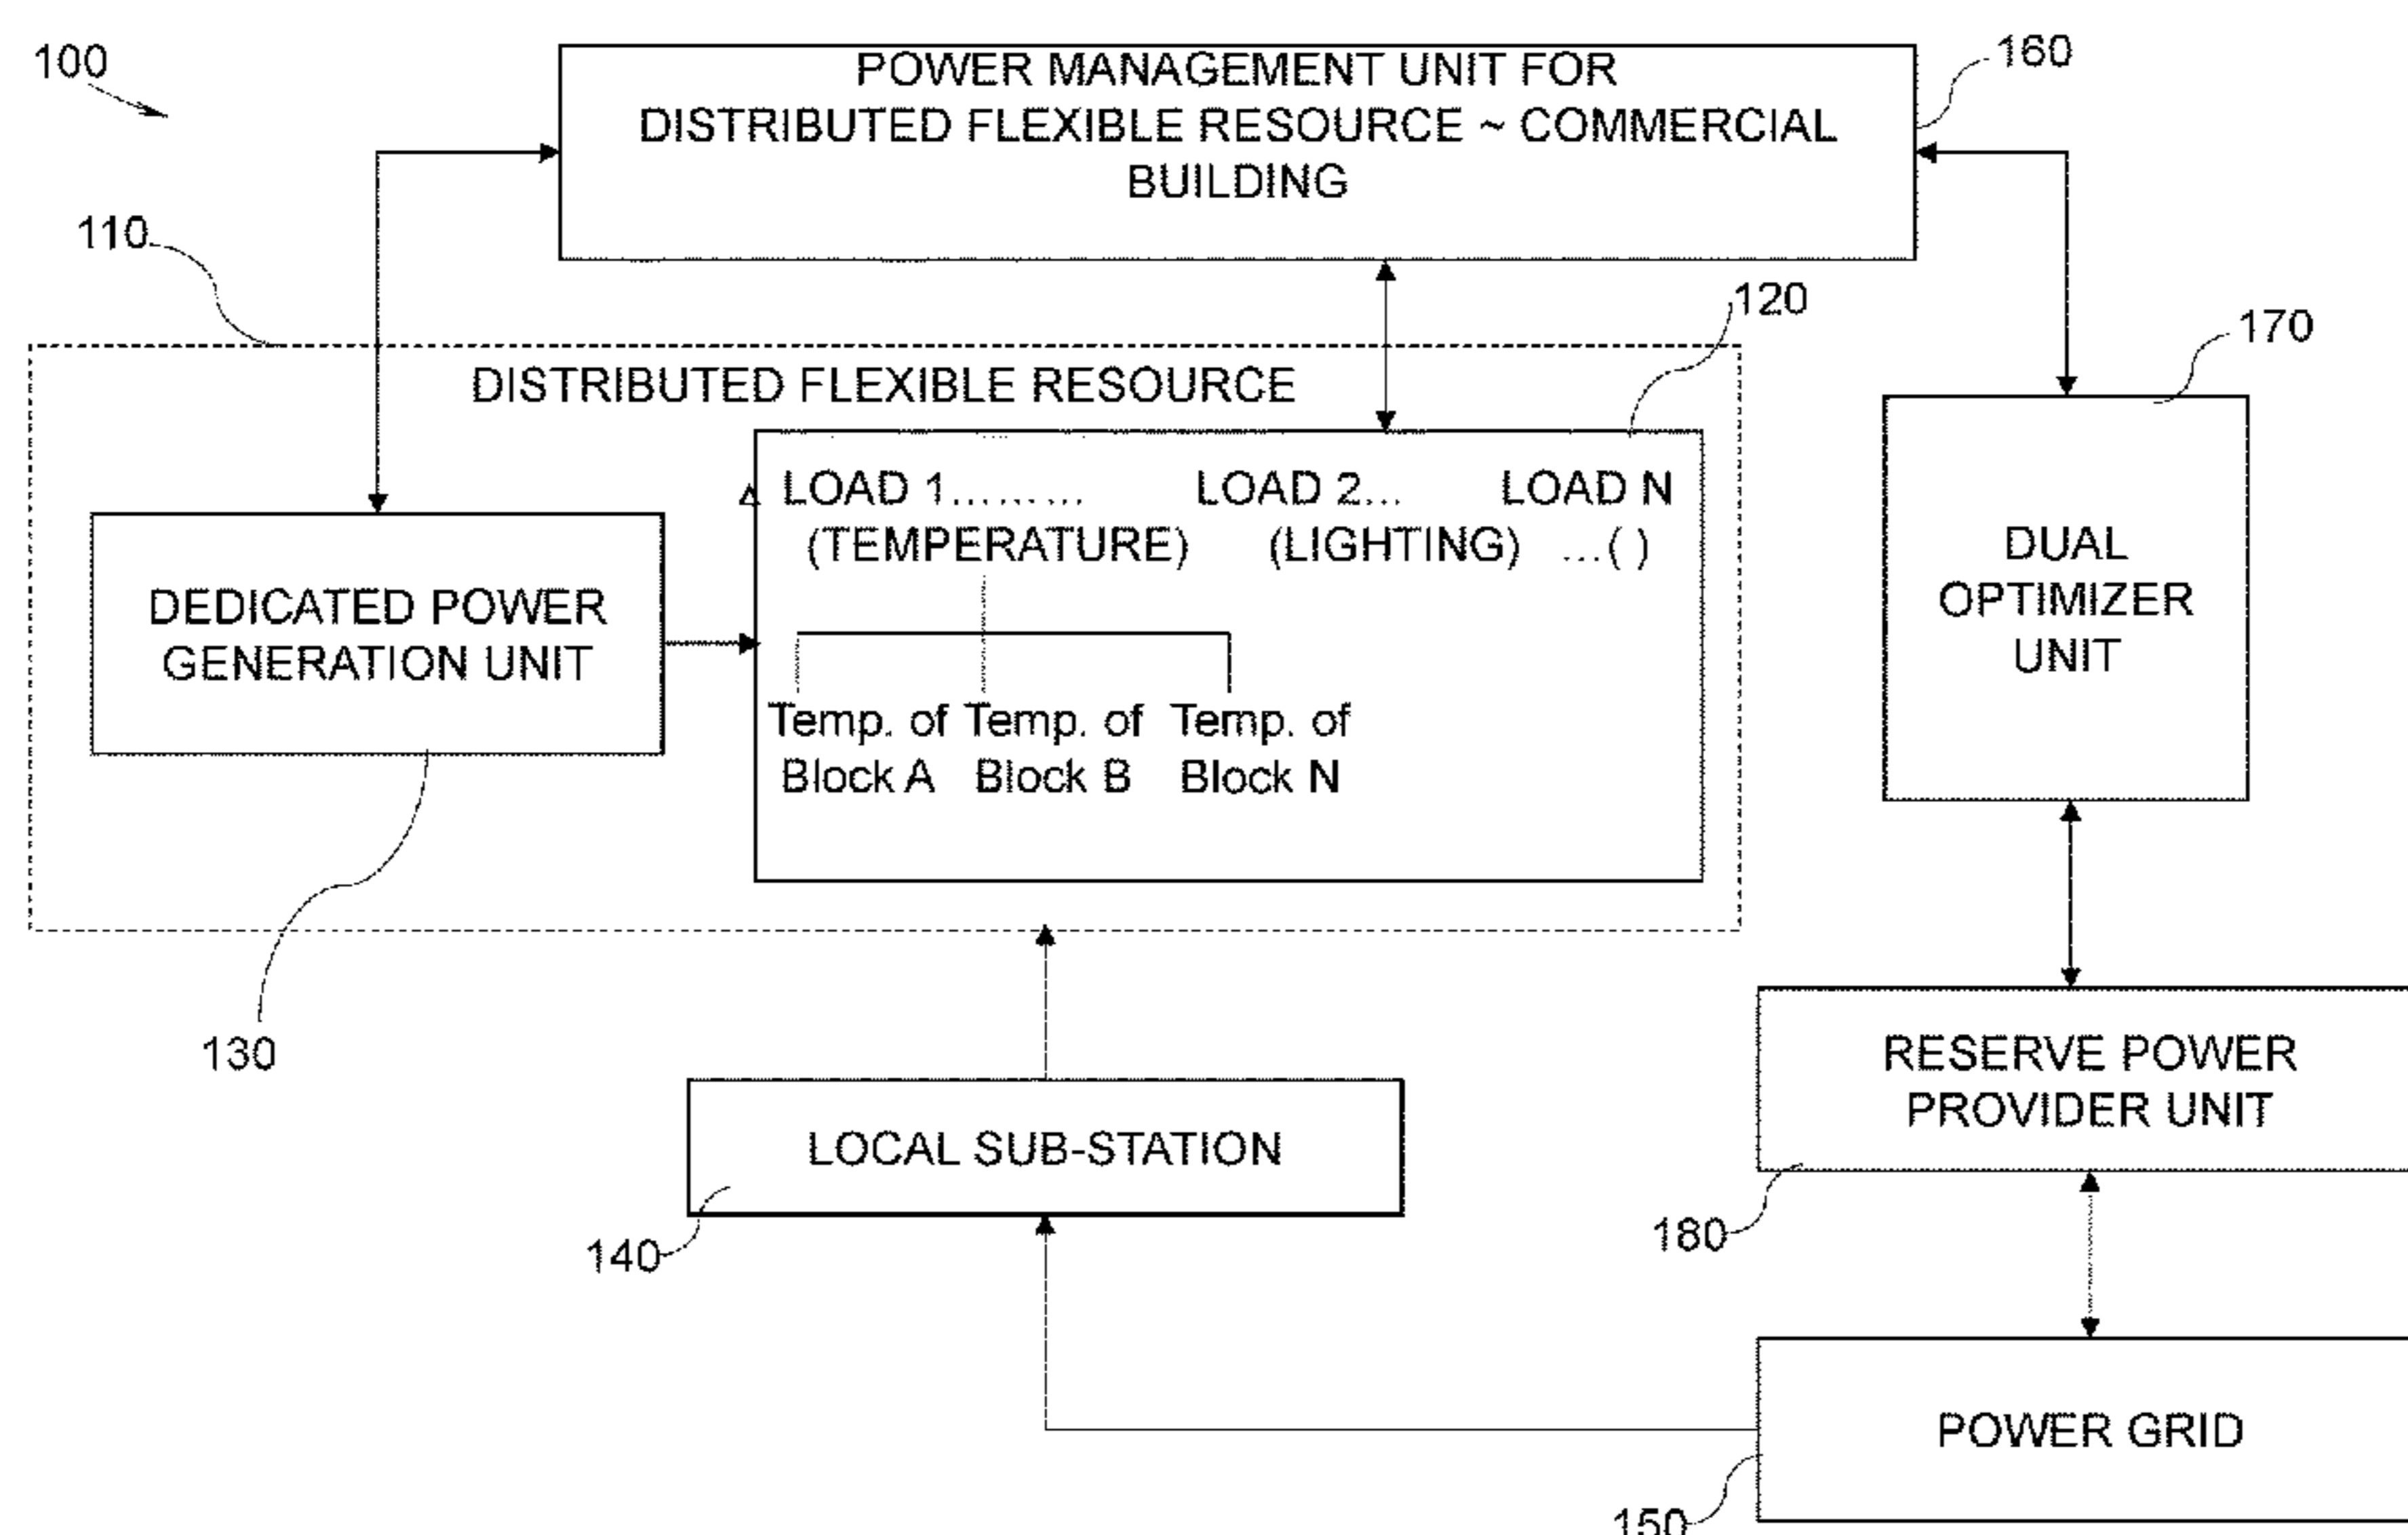 100
POWER MANAGEMENT UNIT FOR
DISTRIBUTED FLEXIBLE RESOURCE ~ COMMERCIAL
BUILDING
160
110
120
170
DISTRIBUTED FLEXIBLE RESOURCE
LOAD 1......... LOAD 2... LOAD N
(TEMPERATURE) (LIGHTING) ...( )
DEDICATED POWER
GENERATION UNIT
Temp. of Temp. of Temp. of
Block A Block B Block N
DUAL
OPTIMIZER
UNIT
130
RESERVE POWER
PROVIDER UNIT
LOCAL SUB-STATION
140
180
POWER GRID
150